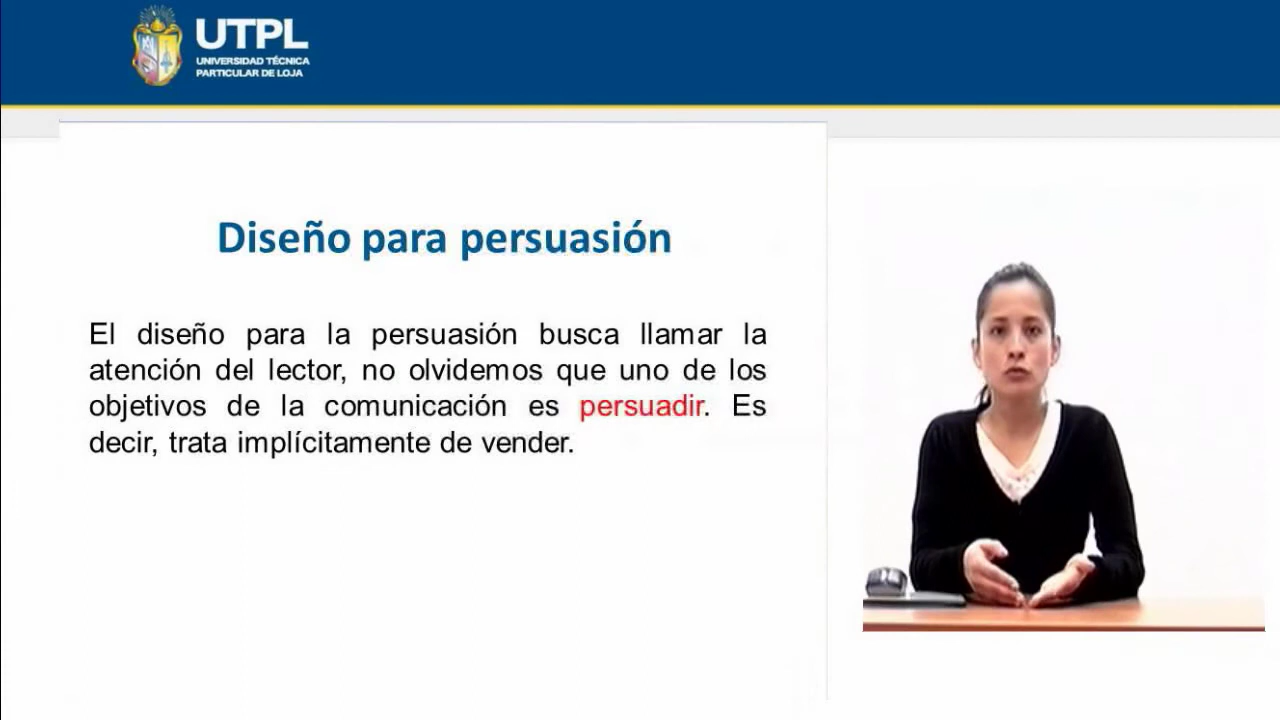 UTPL
UNIVERSIDAD TÉCNICA
PARTICULAR DE LOJA
Diseño para persuasión
El diseño para la persuasión busca llamar la
atención del lector, no olvidemos que uno de los
objetivos de la comunicación es persuadir. Es
decir, trata implícitamente de vender.